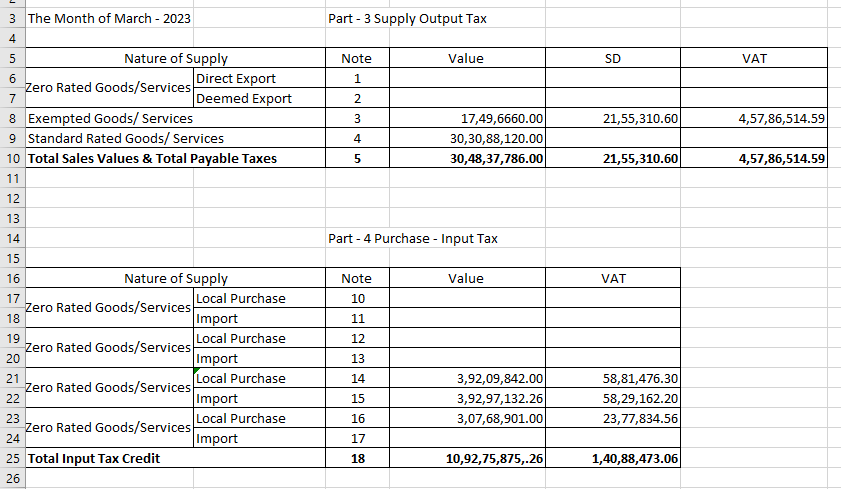 2
3 The Month of March - 2023 Part - 3 Supply Output Tax
4
5 Nature of Supply Note Value SD VAT
6 Direct Export 1
Zero Rated Goods/Services
7 Deemed Export 2
8 Exempted Goods/ Services 3 17,49,6660.00 21,55,310.60 4,57,86,514.59
9 Standard Rated Goods/ Services 4 30,30,88,120.00
10 Total Sales Values & Total Payable Taxes 5 30,48,37,786.00 21,55,310.60 4,57,86,514.59
11
12
13
14 Part - 4 Purchase - Input Tax
15
16 Nature of Supply Note Value VAT
17 Local Purchase 10
Zero Rated Goods/Services
18 Import 11
19 Local Purchase 12
Zero Rated Goods/Services
20 Import 13
21 Local Purchase 14 3,92,09,842.00 58,81,476.30
Zero Rated Goods/Services
22 Import 15 3,92,97,132.26 58,29,162.20
23 Local Purchase 16 3,07,68,901.00 23,77,834.56
Zero Rated Goods/Services
24 Import 17
25 Total Input Tax Credit 18 10,92,75,875,.26 1,40,88,473.06
26